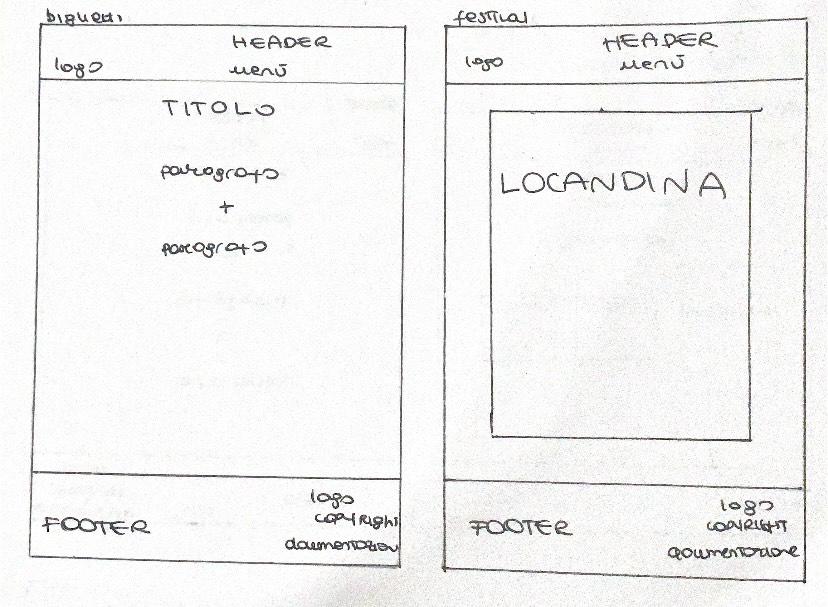 biglietti
HEADER
logo
menù
TITOLO
paragrafo
+
paragrafo
FOOTER
logo
copyright
documentazion
festival
HEADER
logo
menù
LOCANDINA
FOOTER
logo
COPYRIGHT
documentazione